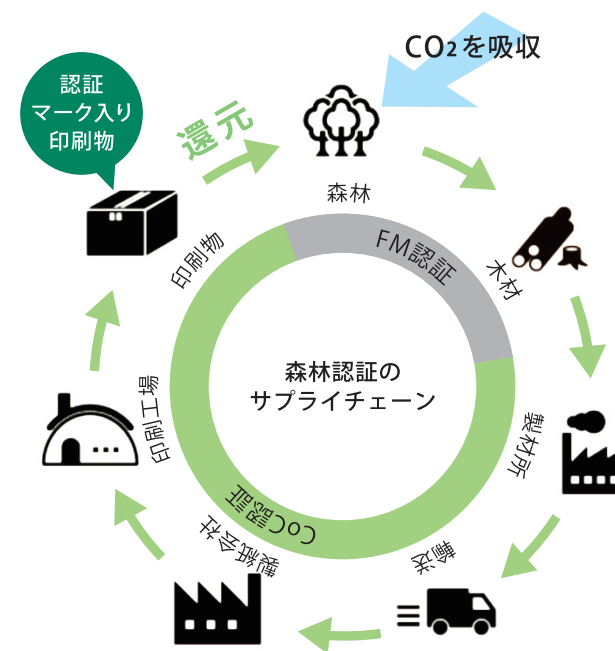 CO2を吸収
認証
マーク入り
印刷物
還元
森林
FM認証
木材
印刷物
森林認証の
サプライチェーン
製材所
印刷工場
CoC認証
製紙会社
輸送